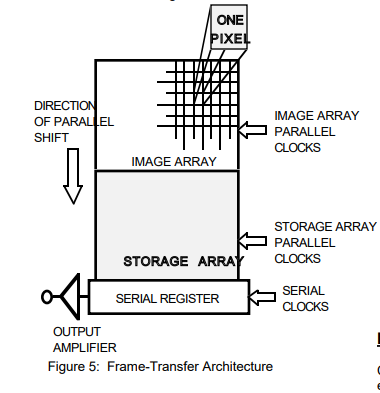 ONE
PIXEL
DIRECTION
OF PARALLEL
SHIFT
IMAGE ARRAY
PARALLEL
CLOCKS
IMAGE ARRAY
STORAGE ARRAY
PARALLEL
CLOCKS
STORAGE ARRAY
SERIAL REGISTER
SERIAL
CLOCKS
OUTPUT
AMPLIFIER
Figure 5: Frame-Transfer Architecture